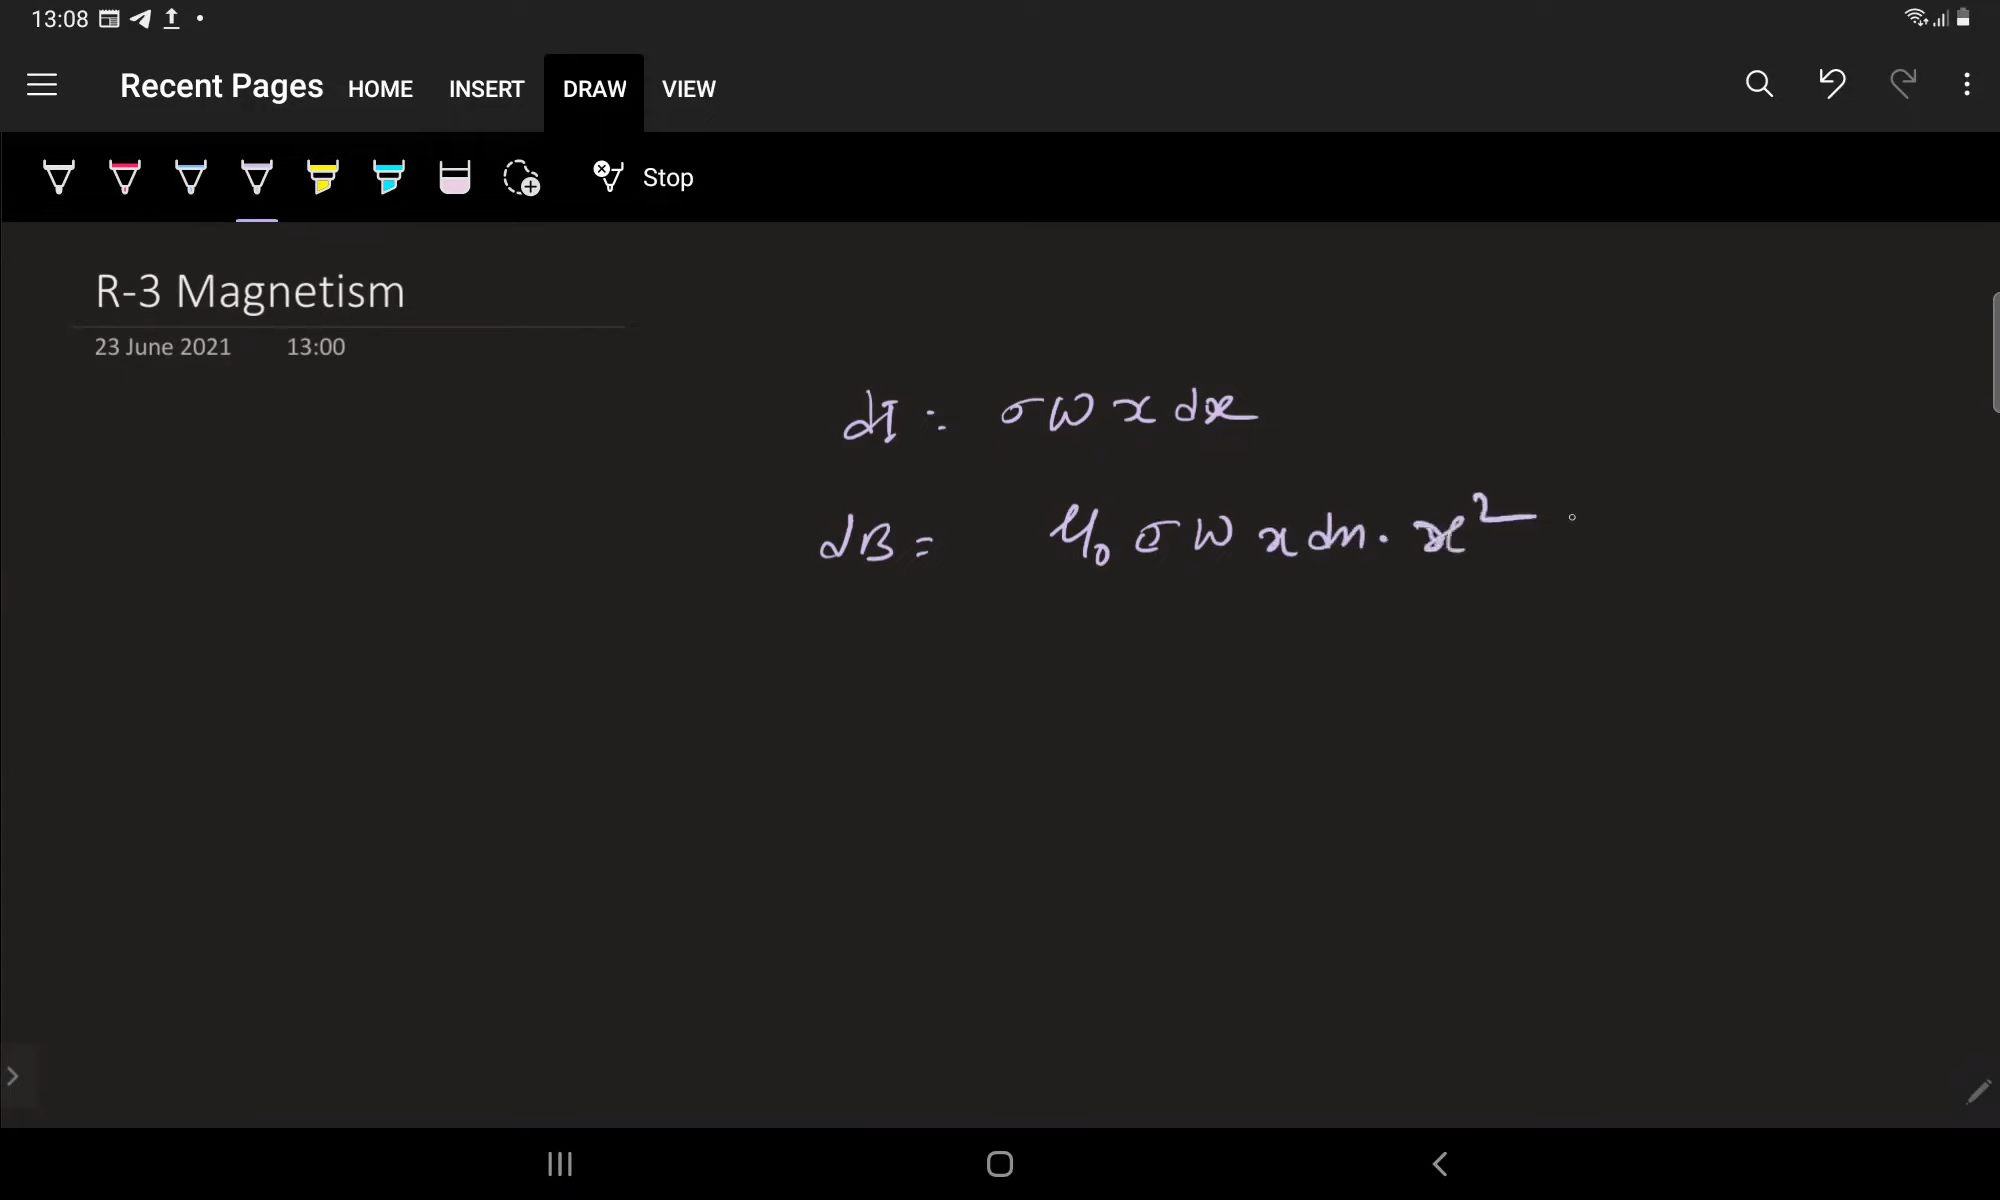 13:08
Recent Pages HOME INSERT DRAW VIEW
Stop
R-3 Magnetism
23 June 2021 13:00
dI = σ ω x dx
dB = μ₀ σ ω x dx . x²